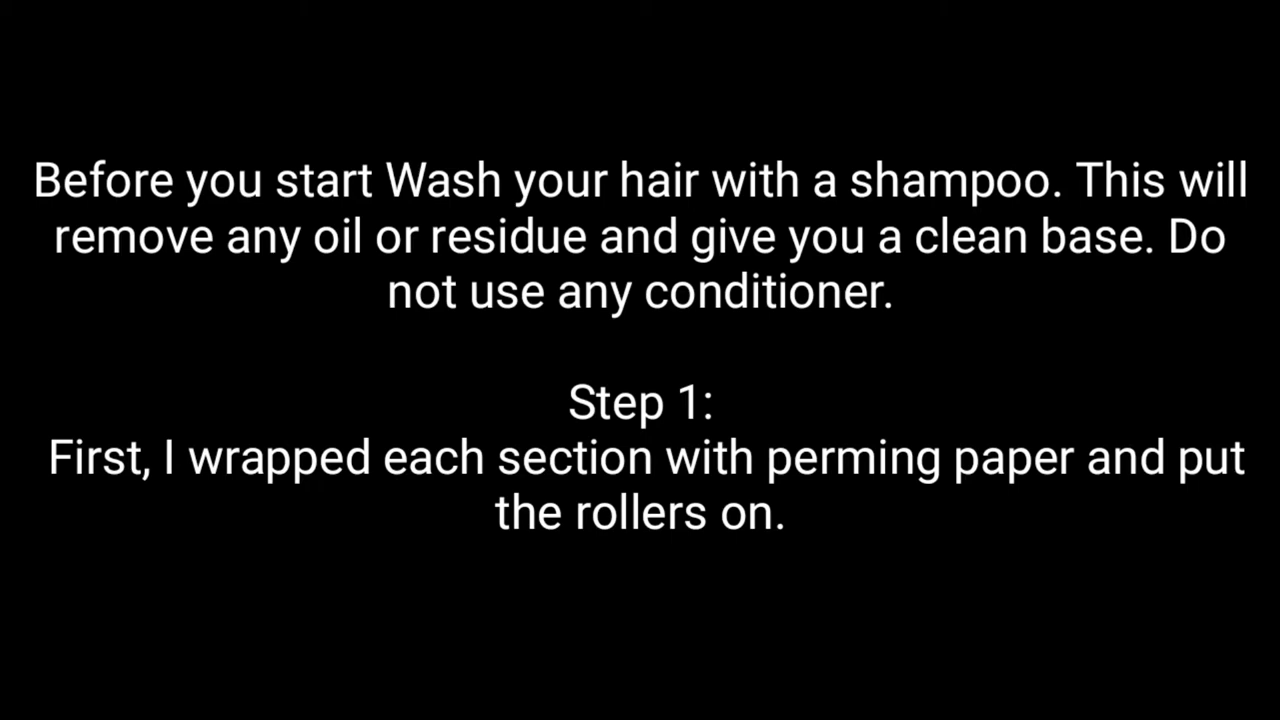 Before you start Wash your hair with a shampoo. This will
remove any oil or residue and give you a clean base. Do
not use any conditioner.
Step 1:
First, I wrapped each section with perming paper and put
the rollers on.